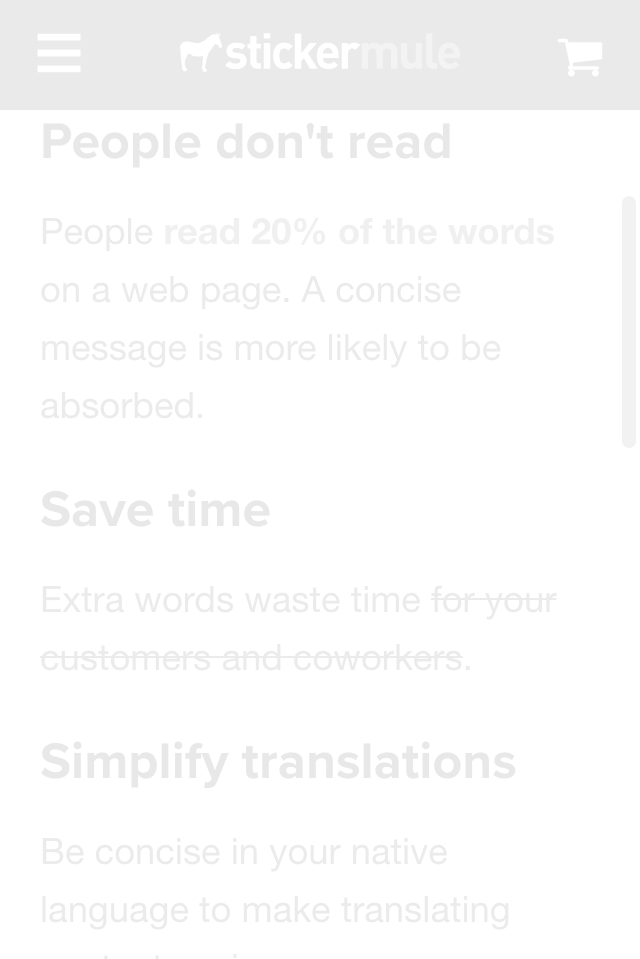 stickermule
People don't read
People read 20% of the words
on a web page. A concise
message is more likely to be
absorbed.
Save time
Extra words waste time for your
customers and coworkers.
Simplify translations
Be concise in your native
language to make translating